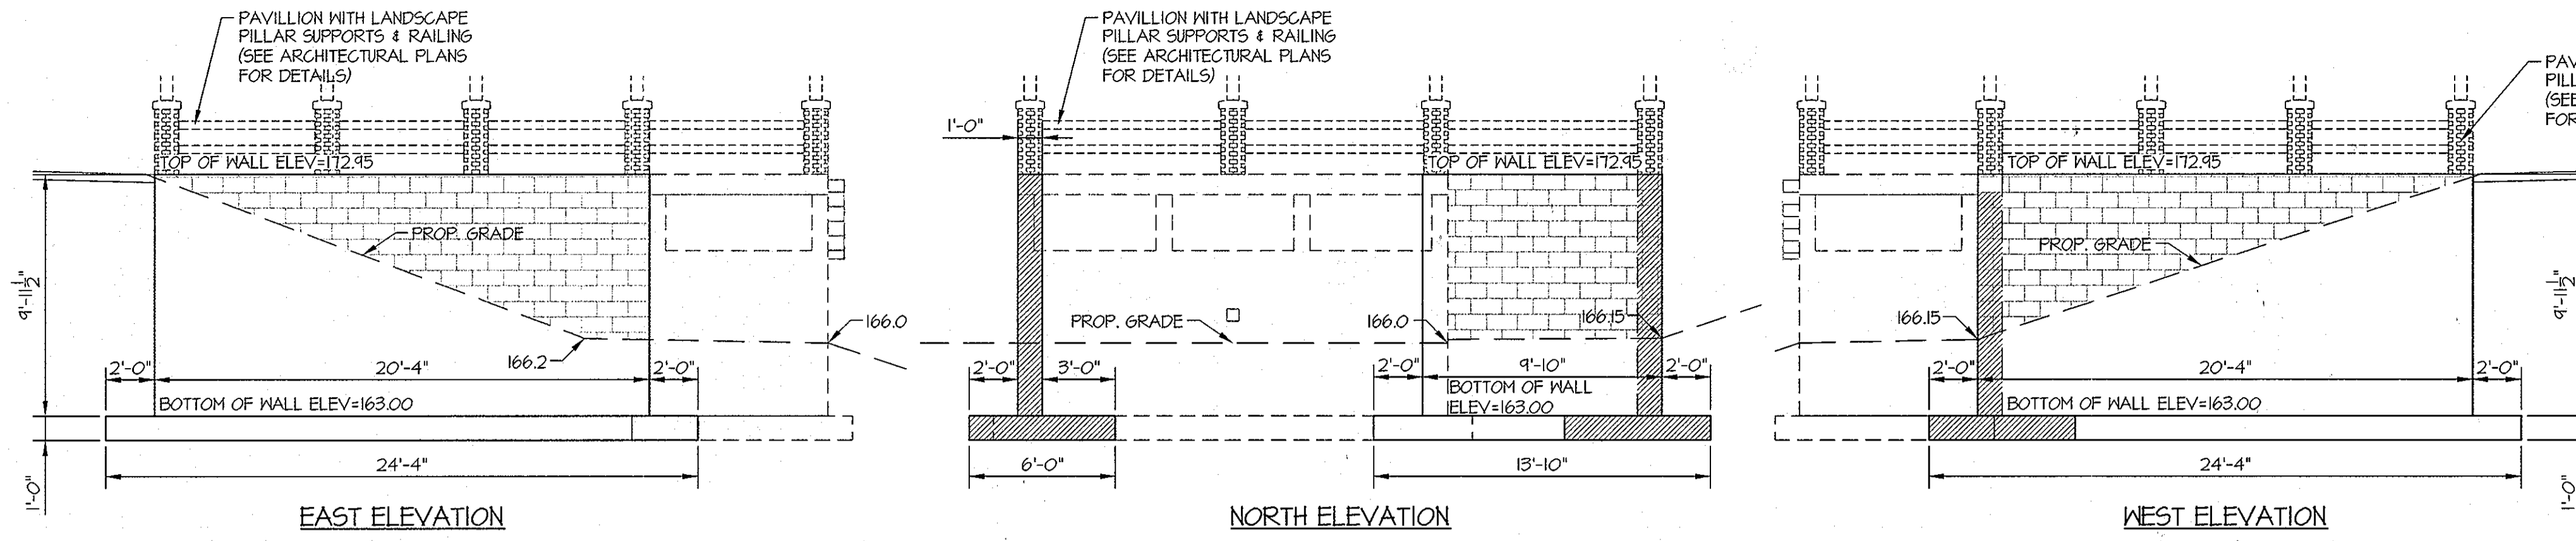 PAVILLION WITH LANDSCAPE
PILLAR SUPPORTS & RAILING
(SEE ARCHITECTURAL PLANS
FOR DETAILS)
TOP OF WALL ELEV=172.95
PROP. GRADE
9'-11 1/2"
166.0
166.2
2'-0"
20'-4"
2'-0"
BOTTOM OF WALL ELEV=163.00
24'-4"
1'-0"
EAST ELEVATION
PAVILLION WITH LANDSCAPE
PILLAR SUPPORTS & RAILING
(SEE ARCHITECTURAL PLANS
FOR DETAILS)
1'-0"
TOP OF WALL ELEV=172.95
PROP. GRADE
166.0
166.15
2'-0"
3'-0"
2'-0"
9'-10"
2'-0"
BOTTOM OF WALL
ELEV=163.00
6'-0"
13'-10"
NORTH ELEVATION
PAV
PILL
(SEE
FOR
TOP OF WALL ELEV=172.95
PROP. GRADE
166.15
9'-11 1/2"
2'-0"
20'-4"
2'-0"
BOTTOM OF WALL ELEV=163.00
24'-4"
1'-0"
WEST ELEVATION